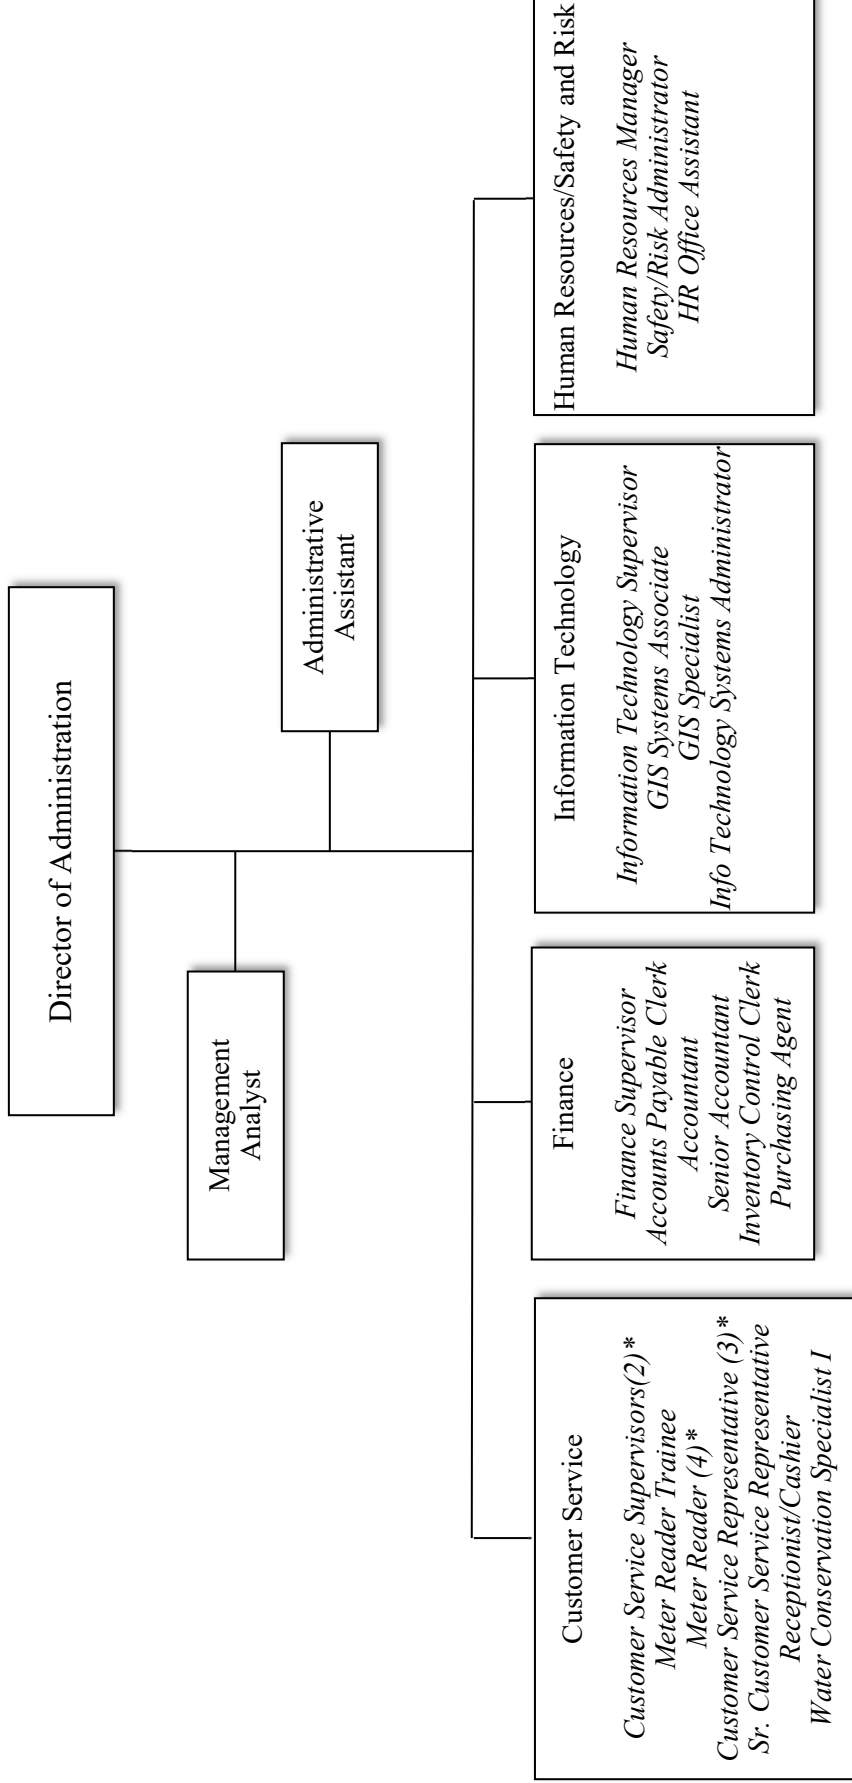 Director of Administration
Management
Analyst
Administrative
Assistant
Customer Service
Customer Service Supervisors(2)*
Meter Reader Trainee
Meter Reader (4)*
Customer Service Representative (3)*
Sr. Customer Service Representative
Receptionist/Cashier
Water Conservation Specialist I
Finance
Finance Supervisor
Accounts Payable Clerk
Accountant
Senior Accountant
Inventory Control Clerk
Purchasing Agent
Information Technology
Information Technology Supervisor
GIS Systems Associate
GIS Specialist
Info Technology Systems Administrator
Human Resources/Safety and Risk
Human Resources Manager
Safety/Risk Administrator
HR Office Assistant